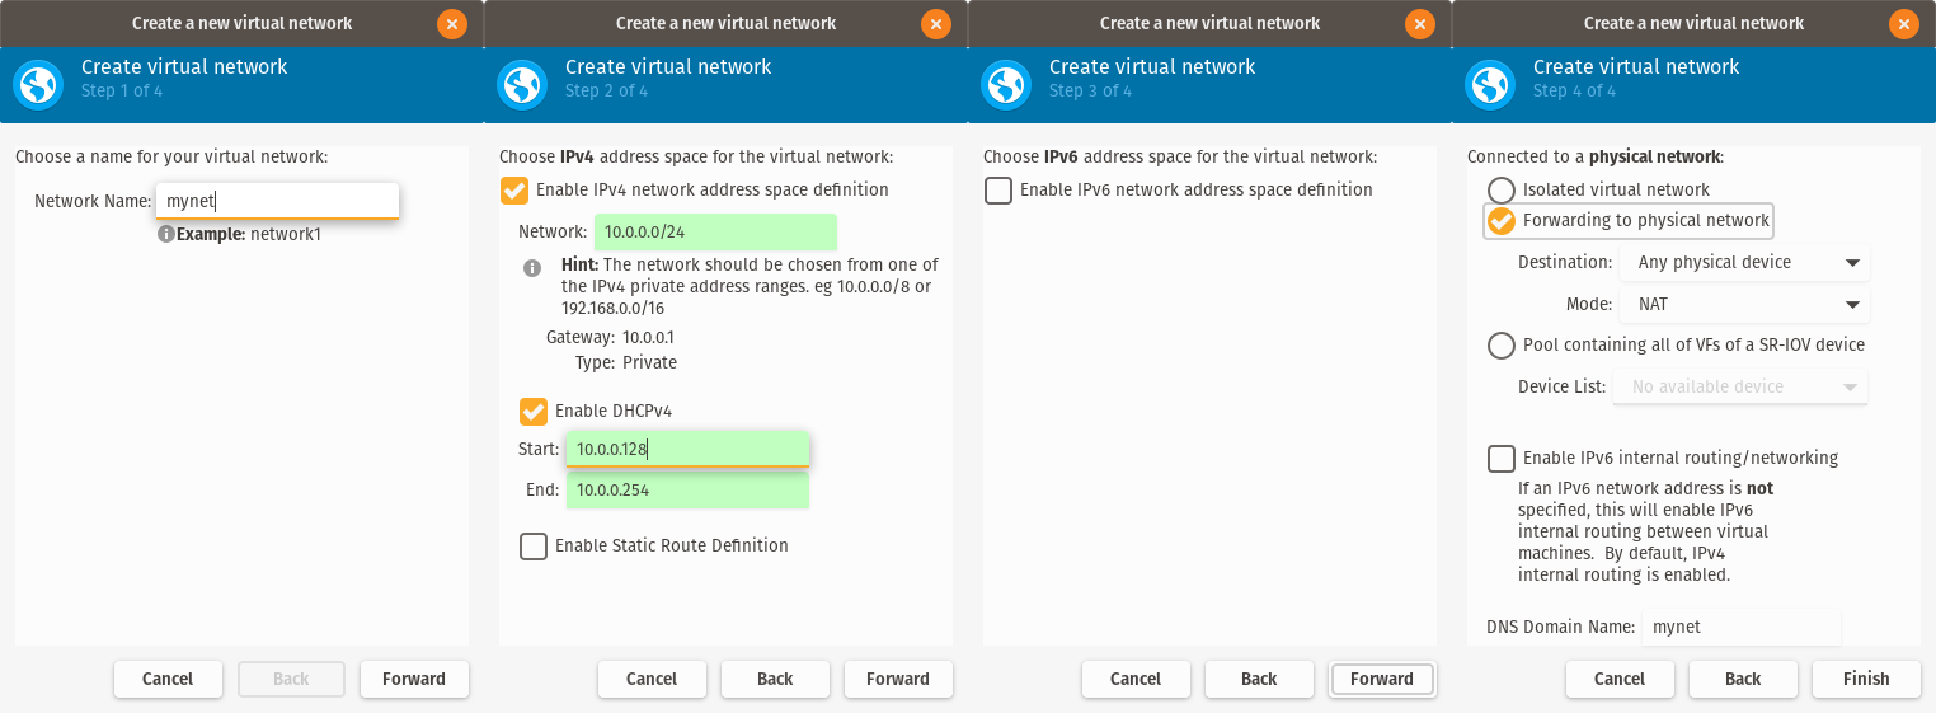 Create a new virtual network
Create virtual network
Step 1 of 4
Choose a name for your virtual network:
Network Name: mynet
Example: network1
Cancel
Back
Forward
Create a new virtual network
Create virtual network
Step 2 of 4
Choose IPv4 address space for the virtual network:
Enable IPv4 network address space definition
Network: 10.0.0.0/24
Hint: The network should be chosen from one of
the IPv4 private address ranges. eg 10.0.0.0/8 or
192.168.0.0/16
Gateway: 10.0.0.1
Type: Private
Enable DHCPv4
Start: 10.0.0.128
End: 10.0.0.254
Enable Static Route Definition
Cancel
Back
Forward
Create a new virtual network
Create virtual network
Step 3 of 4
Choose IPv6 address space for the virtual network:
Enable IPv6 network address space definition
Cancel
Back
Forward
Create a new virtual network
Create virtual network
Step 4 of 4
Connected to a physical network:
Isolated virtual network
Forwarding to physical network
Destination: Any physical device
Mode: NAT
Pool containing all of VFs of a SR-IOV device
Device List: No available device
Enable IPv6 internal routing/networking
If an IPv6 network address is not
specified, this will enable IPv6
internal routing between virtual
machines. By default, IPv4
internal routing is enabled.
DNS Domain Name: mynet
Cancel
Back
Finish